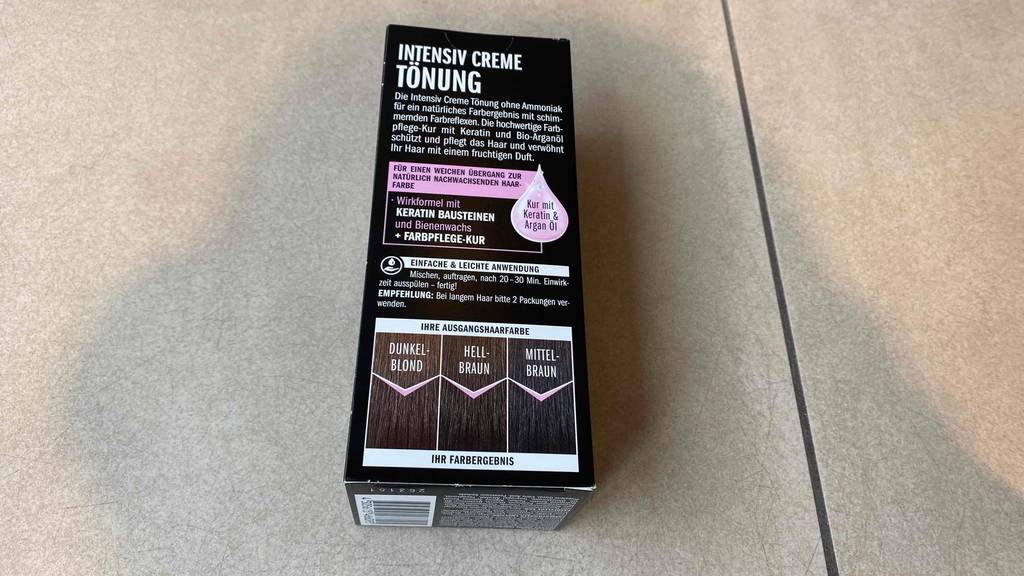 INTENSIV CREME
TÖNUNG
Die Intensiv Creme Tönung ohne Ammoniak
für ein natürliches Farbergebnis mit schim-
mernden Farbreflexen. Die hochwertige Farb-
pflege-Kur mit Keratin und Bio-Arganöl
schützt und pflegt das Haar und verwöhnt
Ihr Haar mit einem fruchtigen Duft.
FÜR EINEN WEICHEN ÜBERGANG ZUR
NATÜRLICH NACHWACHSENDEN HAAR-
FARBE
· Wirkformel mit
KERATIN BAUSTEINEN
und Bienenwachs
+ FARBPFLEGE-KUR
Kur mit
Keratin &
Argan Öl
EINFACHE & LEICHTE ANWENDUNG
Mischen, auftragen, nach 20–30 Min. Einwirk-
zeit ausspülen – fertig!
EMPFEHLUNG: Bei langem Haar bitte 2 Packungen ver-
wenden.
IHRE AUSGANGSHAARFARBE
DUNKEL-
BLOND
HELL-
BRAUN
MITTEL-
BRAUN
IHR FARBERGEBNIS